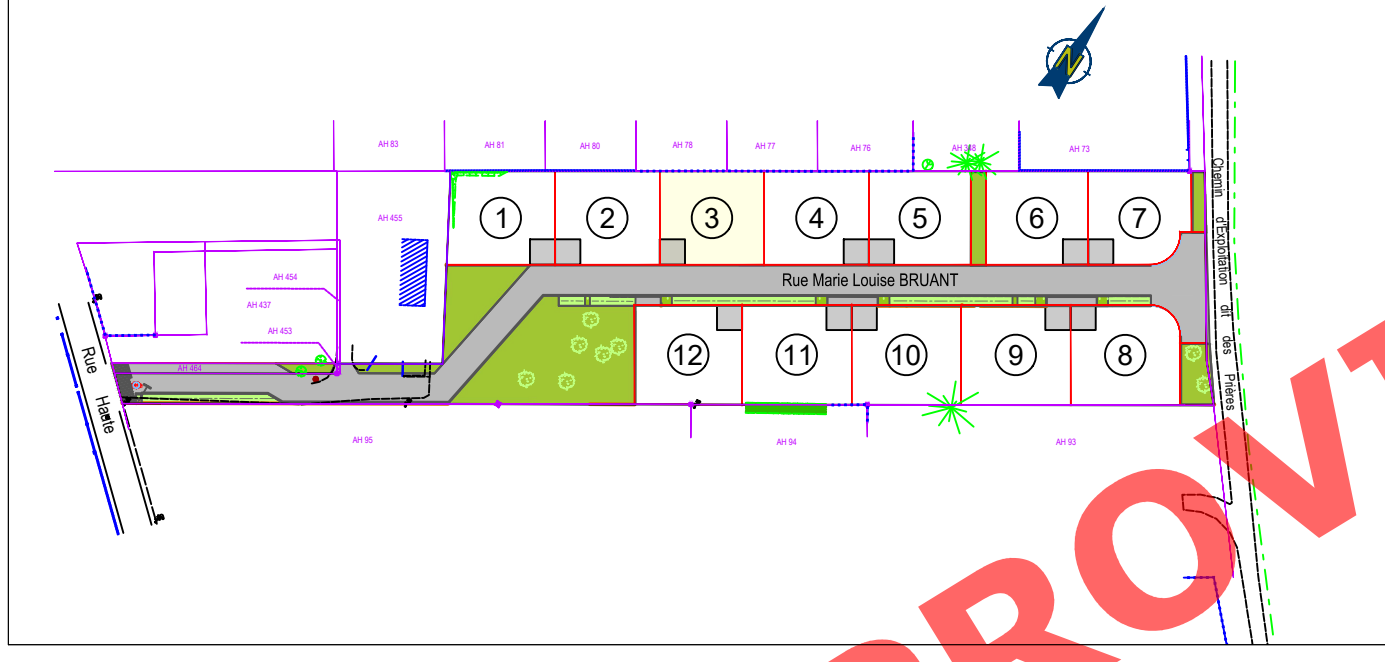 N
AH 83
AH 81
AH 80
AH 78
AH 77
AH 76
AH 348
AH 73
AH 455
1
2
3
4
5
6
7
Chemin d'Exploitation dit des Prières
AH 454
AH 437
AH 453
Rue Marie Louise BRUANT
12
11
10
9
8
AH 464
Rue Haute
AH 95
AH 94
AH 93
PROV